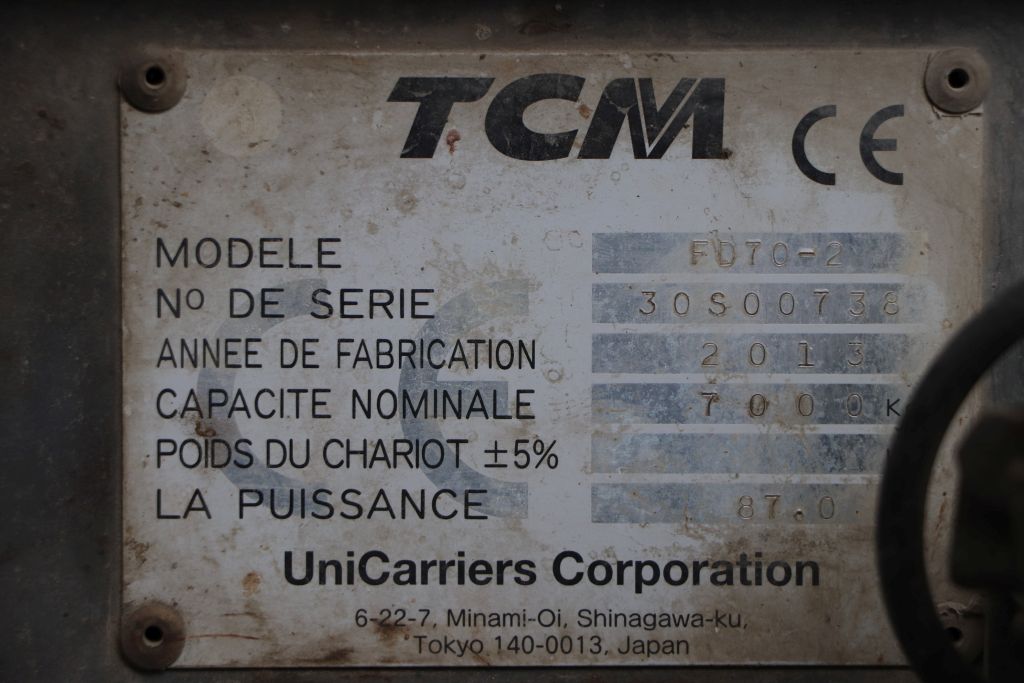 TCM CE
MODELE FD70-2
Nº DE SERIE 30S00738
ANNEE DE FABRICATION 2013
CAPACITE NOMINALE 7000 K
POIDS DU CHARIOT ±5%
LA PUISSANCE 87.0
UniCarriers Corporation
6-22-7, Minami-Oi, Shinagawa-ku,
Tokyo 140-0013, Japan